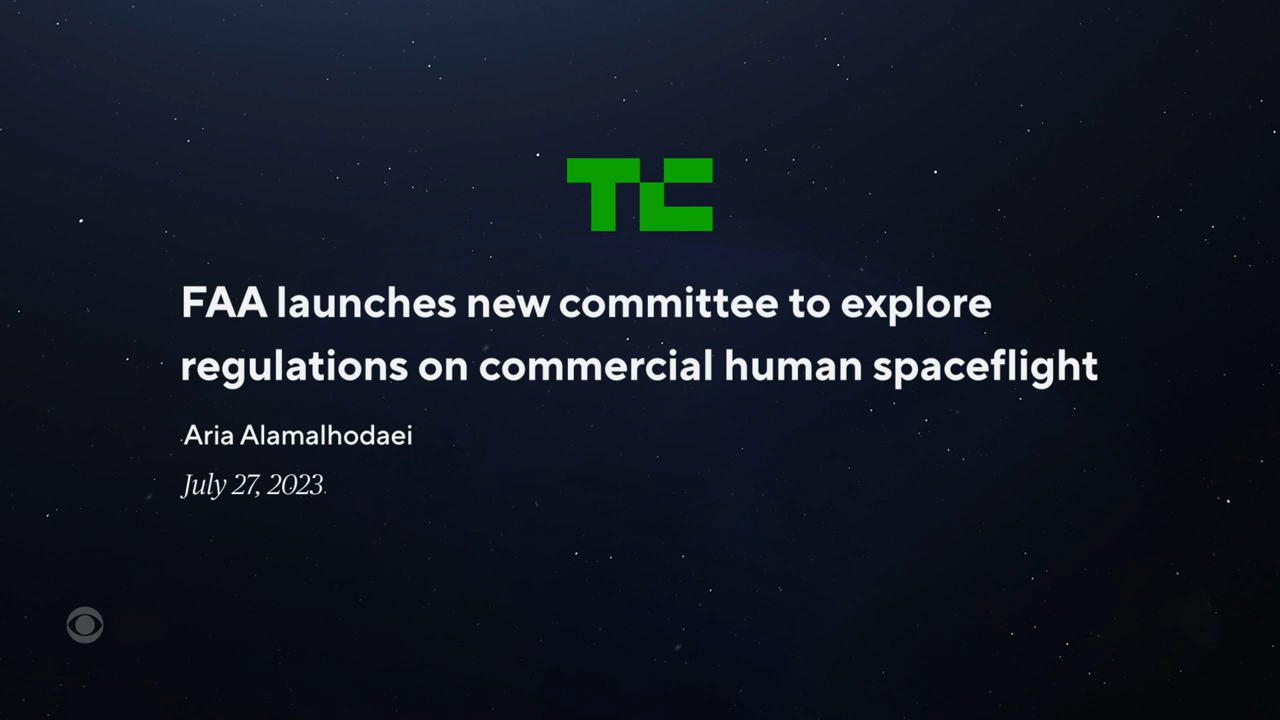 TC
FAA launches new committee to explore
regulations on commercial human spaceflight
Aria Alamalhodaei
July 27, 2023